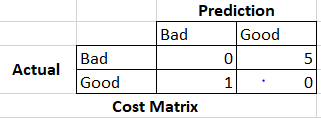 Prediction
Bad Good
Actual Bad 0 5
Good 1 0
Cost Matrix